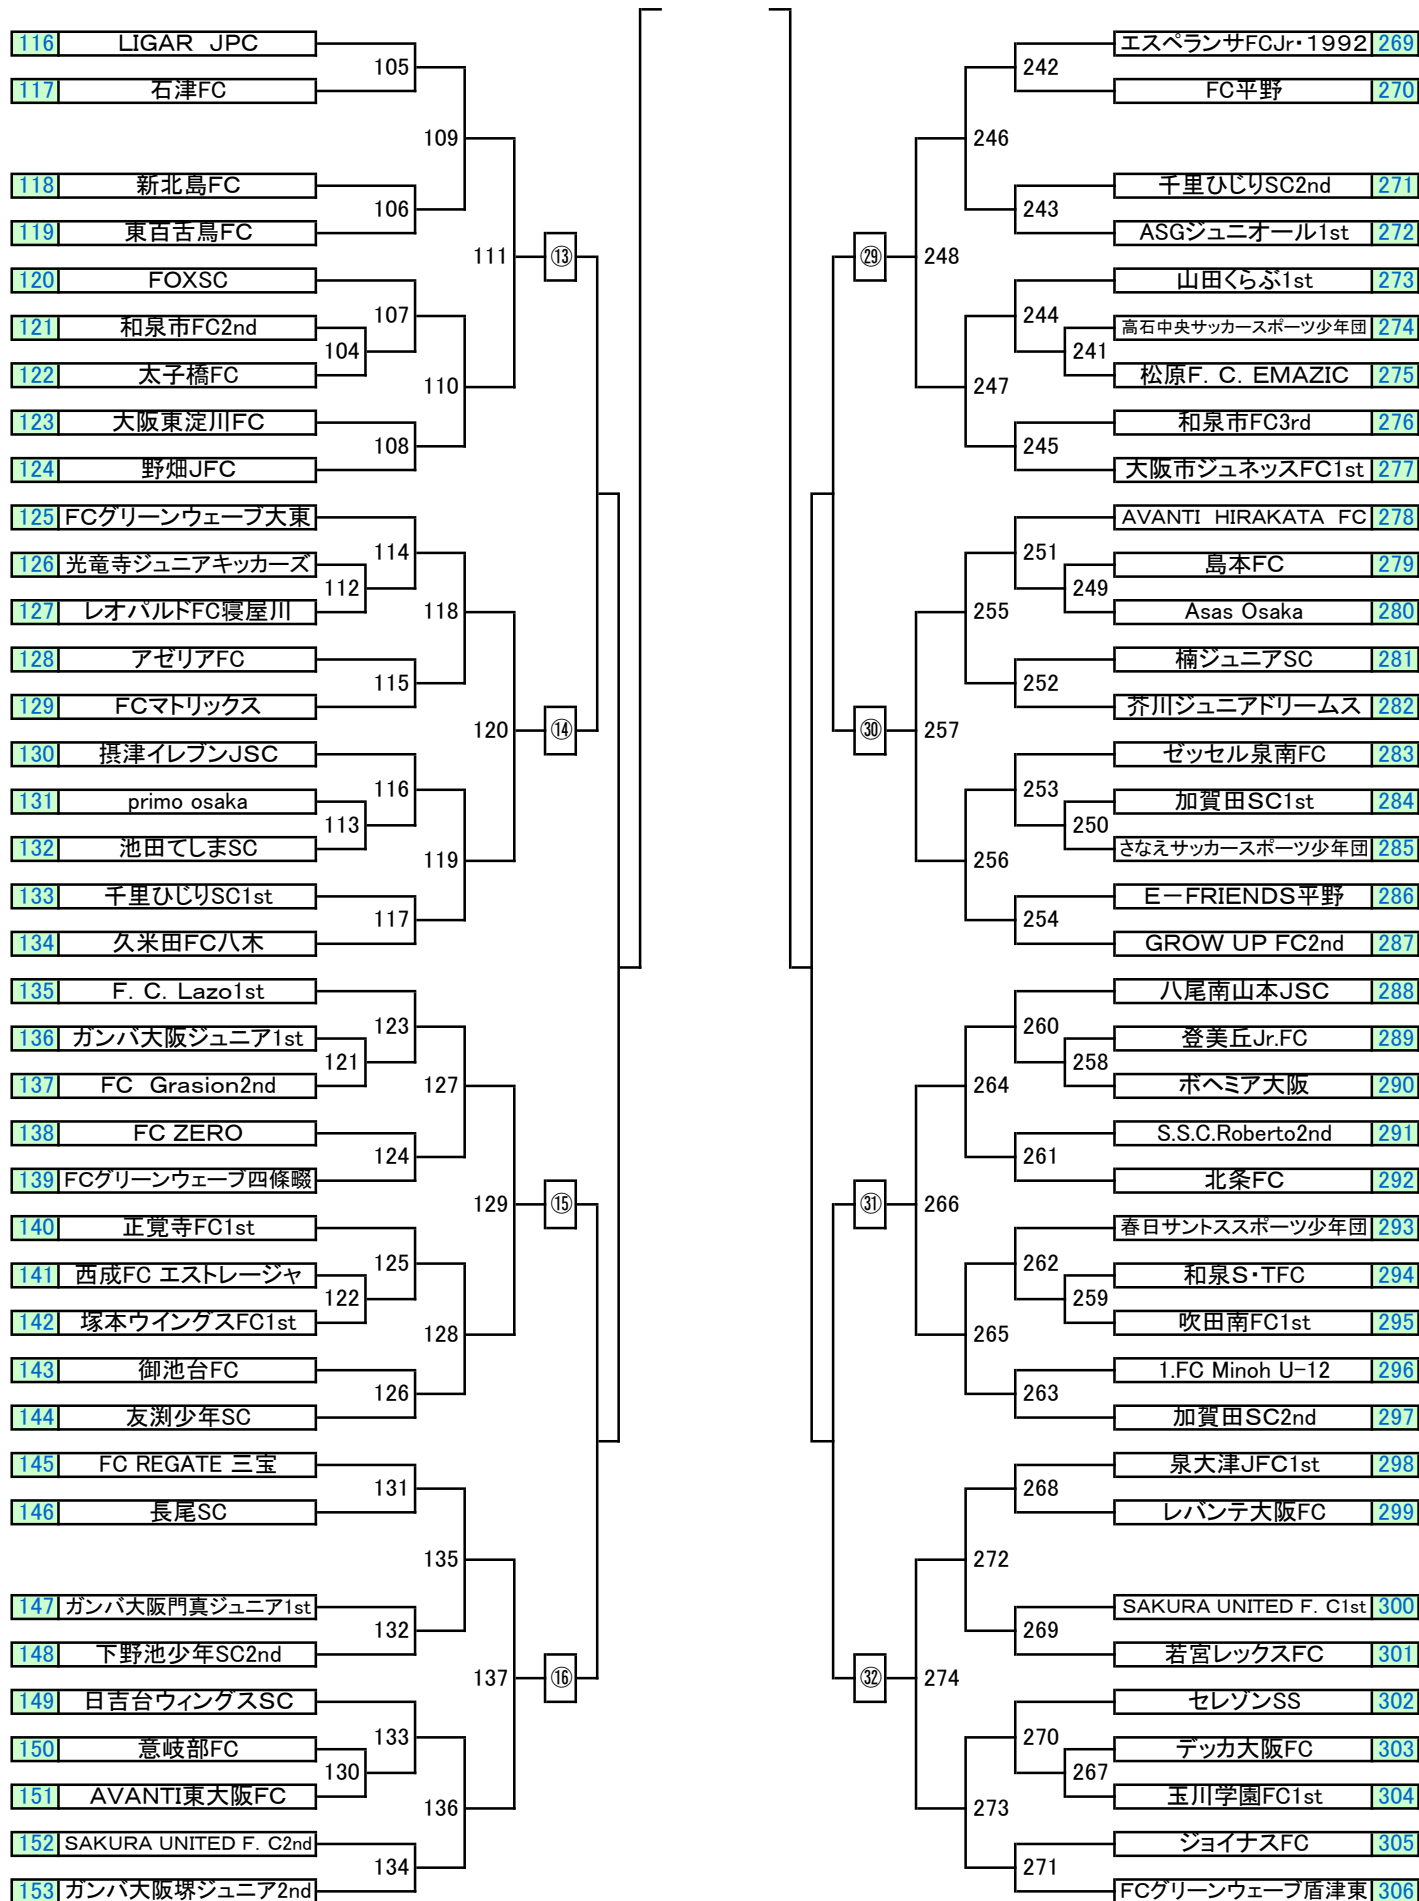 116 LIGAR JPC
105
117 石津FC
109
118 新北島FC
106
119 東百舌鳥FC
111 ⑬
120 FOXSC
107
121 和泉市FC2nd
104
122 太子橋FC
110
123 大阪東淀川FC
108
124 野畑JFC
125 FCグリーンウェーブ大東
114
126 光竜寺ジュニアキッカーズ
112
127 レオパルドFC寝屋川
118
128 アゼリアFC
115
129 FCマトリックス
120 ⑭
130 摂津イレブンJSC
116
131 primo osaka
113
132 池田てしまSC
119
133 千里ひじりSC1st
117
134 久米田FC八木
135 F. C. Lazo1st
123
136 ガンバ大阪ジュニア1st
121
137 FC Grasion2nd
127
138 FC ZERO
124
139 FCグリーンウェーブ四條畷
129 ⑮
140 正覚寺FC1st
125
141 西成FC エストレージャ
122
142 塚本ウイングスFC1st
128
143 御池台FC
126
144 友渕少年SC
145 FC REGATE 三宝
131
146 長尾SC
135
147 ガンバ大阪門真ジュニア1st
132
148 下野池少年SC2nd
137 ⑯
149 日吉台ウィングスSC
133
150 意岐部FC
130
151 AVANTI東大阪FC
136
152 SAKURA UNITED F. C2nd
134
153 ガンバ大阪堺ジュニア2nd
エスペランサFCJr・1992 269
242
FC平野 270
246
千里ひじりSC2nd 271
243
ASGジュニオール1st 272
㉙ 248
山田くらぶ1st 273
244
高石中央サッカースポーツ少年団 274
241
松原F. C. EMAZIC 275
247
和泉市FC3rd 276
245
大阪市ジュネッスFC1st 277
AVANTI HIRAKATA FC 278
251
島本FC 279
249
Asas Osaka 280
255
楠ジュニアSC 281
252
芥川ジュニアドリームス 282
㉚ 257
ゼッセル泉南FC 283
253
加賀田SC1st 284
250
さなえサッカースポーツ少年団 285
256
E－FRIENDS平野 286
254
GROW UP FC2nd 287
八尾南山本JSC 288
260
登美丘Jr.FC 289
258
ボヘミア大阪 290
264
S.S.C.Roberto2nd 291
261
北条FC 292
㉛ 266
春日サントススポーツ少年団 293
262
和泉S・TFC 294
259
吹田南FC1st 295
265
1.FC Minoh U-12 296
263
加賀田SC2nd 297
泉大津JFC1st 298
268
レバンテ大阪FC 299
272
SAKURA UNITED F. C1st 300
269
若宮レックスFC 301
㉜ 274
セレゾンSS 302
270
デッカ大阪FC 303
267
玉川学園FC1st 304
273
ジョイナスFC 305
271
FCグリーンウェーブ盾津東 306